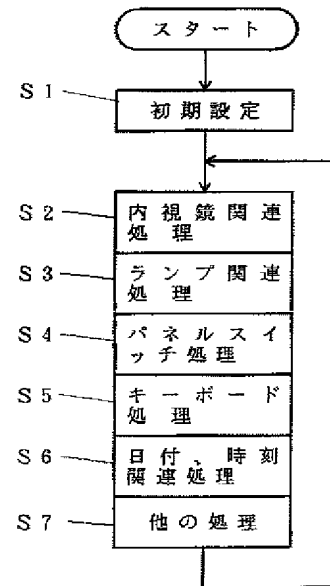 スタート
S1
初期設定
S2
内視鏡関連
処理
S3
ランプ関連
処理
S4
パネルスイ
ッチ処理
S5
キーボード
処理
S6
日付、時刻
関連処理
S7
他の処理